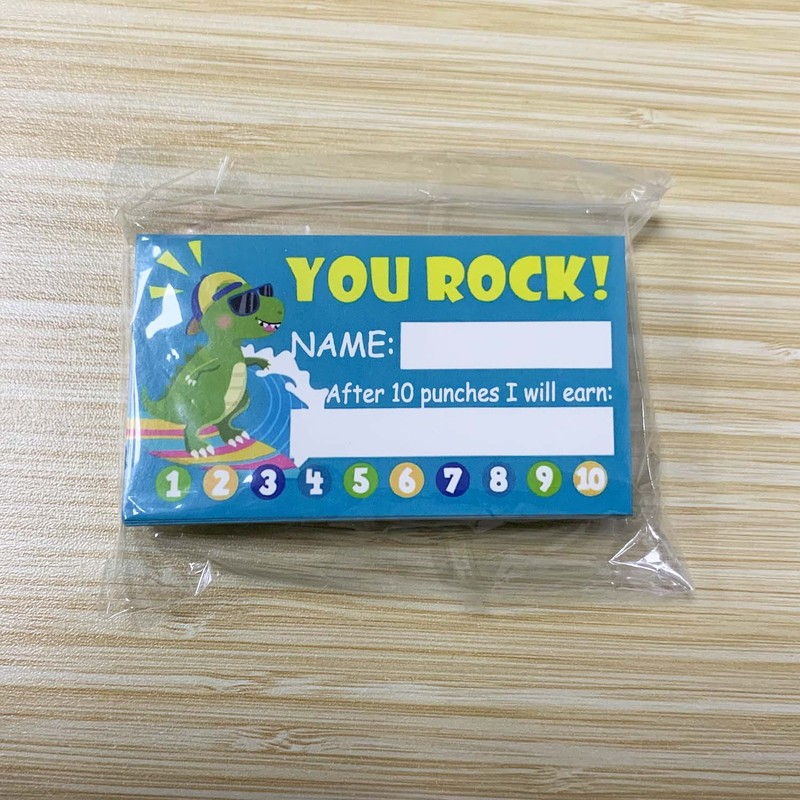 YOU ROCK!
NAME:
After 10 punches I will earn:
1 2 3 4 5 6 7 8 9 10